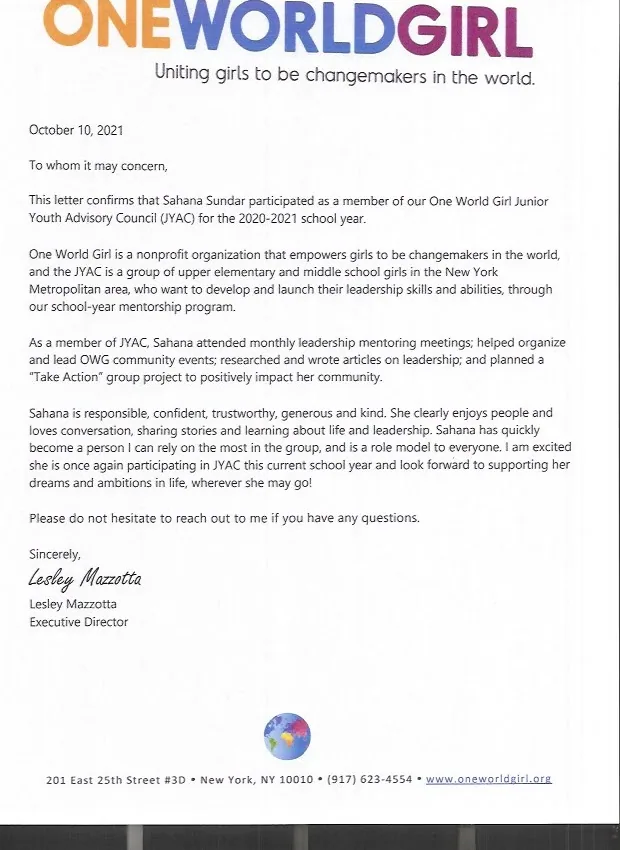 ONEWORLDGIRL
Uniting girls to be changemakers in the world.
October 10, 2021
To whom it may concern,
This letter confirms that Sahana Sundar participated as a member of our One World Girl Junior
Youth Advisory Council (JYAC) for the 2020-2021 school year.
One World Girl is a nonprofit organization that empowers girls to be changemakers in the world,
and the JYAC is a group of upper elementary and middle school girls in the New York
Metropolitan area, who want to develop and launch their leadership skills and abilities, through
our school-year mentorship program.
As a member of JYAC, Sahana attended monthly leadership mentoring meetings; helped organize
and lead OWG community events; researched and wrote articles on leadership; and planned a
“Take Action” group project to positively impact her community.
Sahana is responsible, confident, trustworthy, generous and kind. She clearly enjoys people and
loves conversation, sharing stories and learning about life and leadership. Sahana has quickly
become a person I can rely on the most in the group, and is a role model to everyone. I am excited
she is once again participating in JYAC this current school year and look forward to supporting her
dreams and ambitions in life, wherever she may go!
Please do not hesitate to reach out to me if you have any questions.
Sincerely,
Lesley Mazzotta
Lesley Mazzotta
Executive Director
201 East 25th Street #3D • New York, NY 10010 • (917) 623-4554 • www.oneworldgirl.org